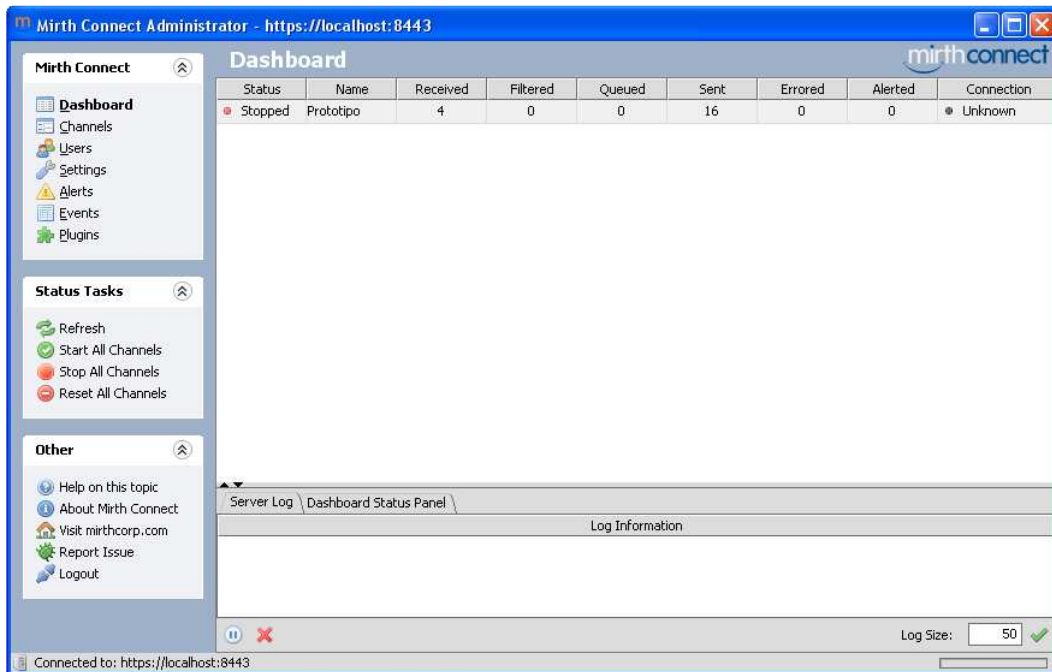 Mirth Connect Administrator - https://localhost:8443
Mirth Connect
Dashboard
Channels
Users
Settings
Alerts
Events
Plugins
Status Tasks
Refresh
Start All Channels
Stop All Channels
Reset All Channels
Other
Help on this topic
About Mirth Connect
Visit mirthcorp.com
Report Issue
Logout
Dashboard
mirthconnect
Status Name Received Filtered Queued Sent Errored Alerted Connection
Stopped Prototipo 4 0 0 16 0 0 Unknown
Server Log Dashboard Status Panel
Log Information
Log Size: 50
Connected to: https://localhost:8443